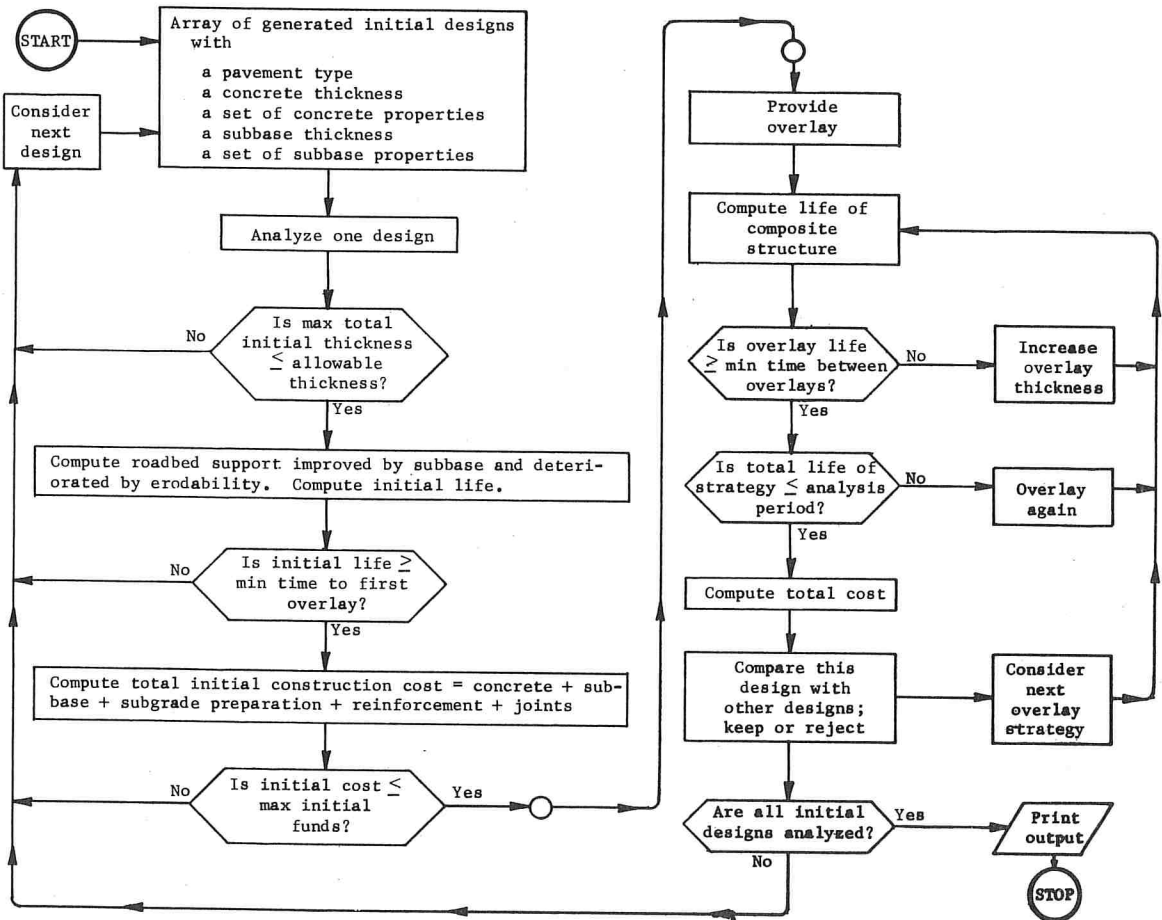 START
Array of generated initial designs
with
a pavement type
a concrete thickness
a set of concrete properties
a subbase thickness
a set of subbase properties
Consider
next
design
Analyze one design
Is max total
initial thickness
≤ allowable
thickness?
No
Yes
Compute roadbed support improved by subbase and deteri-
orated by erodability. Compute initial life.
Is initial life ≥
min time to first
overlay?
No
Yes
Compute total initial construction cost = concrete + sub-
base + subgrade preparation + reinforcement + joints
Is initial cost ≤
max initial
funds?
No
Yes
Provide
overlay
Compute life of
composite
structure
Is overlay life
≥ min time between
overlays?
No
Increase
overlay
thickness
Yes
Is total life of
strategy ≤ analysis
period?
No
Overlay
again
Yes
Compute total cost
Compare this
design with
other designs;
keep or reject
Consider
next
overlay
strategy
Are all initial
designs analyzed?
Yes
Print
output
No
STOP